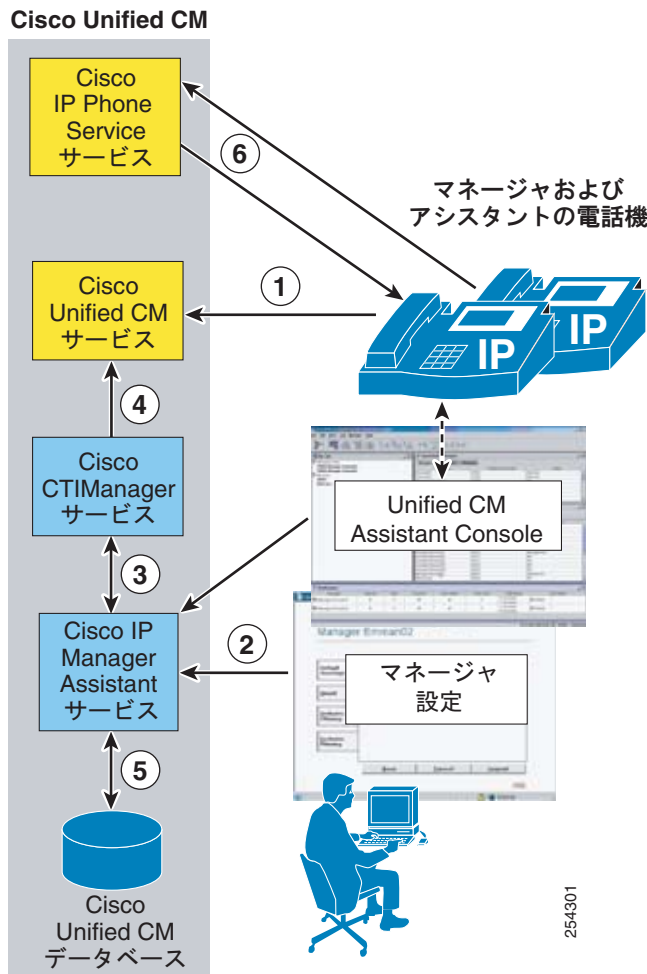 Cisco Unified CM
Cisco
IP Phone
Service
サービス
6
マネージャおよび
アシスタントの電話機
Cisco
Unified CM
サービス
1
IP
IP
4
Cisco
CTIManager
サービス
Unified CM
Assistant Console
3
Cisco IP
Manager
Assistant
サービス
2
マネージャ
設定
5
Cisco
Unified CM
データベース
254301